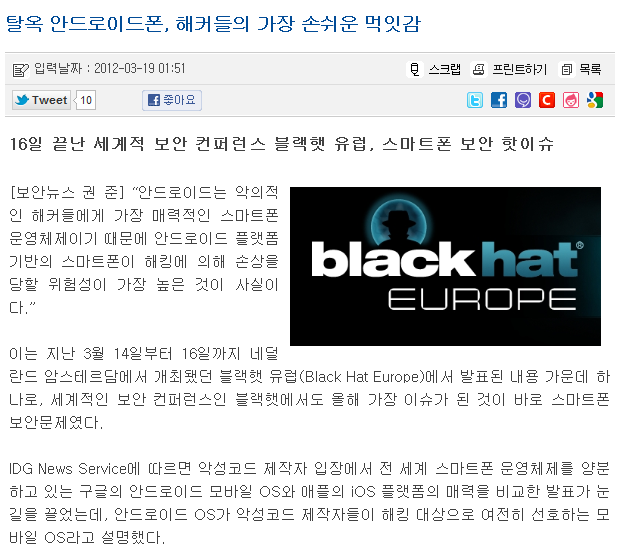 탈옥 안드로이드폰, 해커들의 가장 손쉬운 먹잇감
입력날짜 : 2012-03-19 01:51
스크랩 프린트하기 목록
Tweet 10 좋아요
16일 끝난 세계적 보안 컨퍼런스 블랙햇 유럽, 스마트폰 보안 핫이슈
[보안뉴스 권 준] “안드로이드는 악의적
인 해커들에게 가장 매력적인 스마트폰
운영체제이기 때문에 안드로이드 플랫폼
기반의 스마트폰이 해킹에 의해 손상을
당할 위험성이 가장 높은 것이 사실이
다.”
black hat®
EUROPE
이는 지난 3월 14일부터 16일까지 네덜
란드 암스테르담에서 개최됐던 블랙햇 유럽(Black Hat Europe)에서 발표된 내용 가운데 하
나로, 세계적인 보안 컨퍼런스인 블랙햇에서도 올해 가장 이슈가 된 것이 바로 스마트폰
보안문제였다.
IDG News Service에 따르면 악성코드 제작자 입장에서 전 세계 스마트폰 운영체제를 양분
하고 있는 구글의 안드로이드 모바일 OS와 애플의 iOS 플랫폼의 매력을 비교한 발표가 눈
길을 끌었는데, 안드로이드 OS가 악성코드 제작자들이 해킹 대상으로 여전히 선호하는 모
바일 OS라고 설명했다.